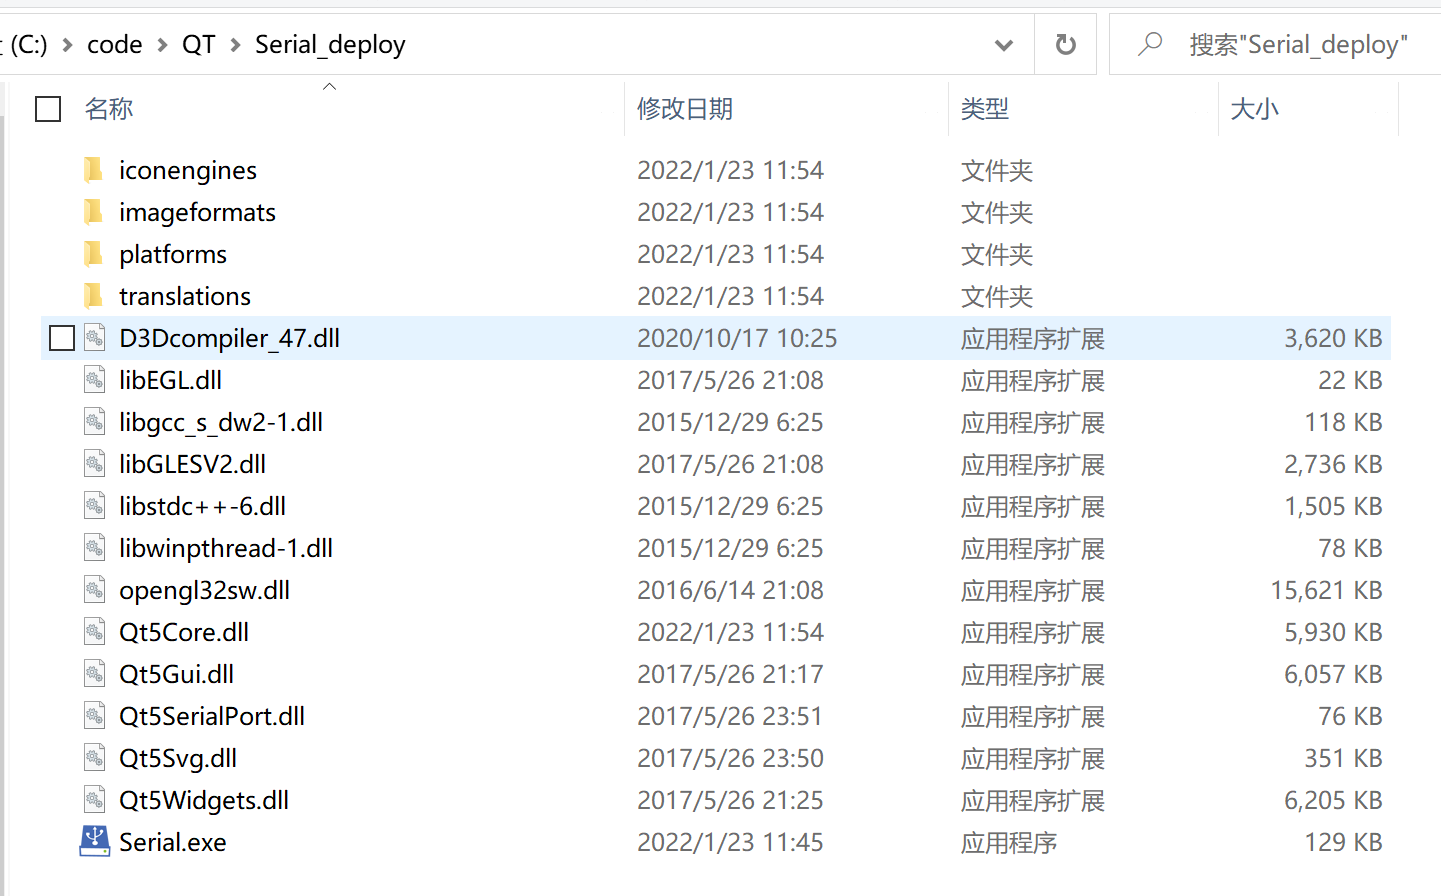 (C:) > code > QT > Serial_deploy 搜索"Serial_deploy"
名称 修改日期 类型 大小
iconengines 2022/1/23 11:54 文件夹
imageformats 2022/1/23 11:54 文件夹
platforms 2022/1/23 11:54 文件夹
translations 2022/1/23 11:54 文件夹
D3Dcompiler_47.dll 2020/10/17 10:25 应用程序扩展 3,620 KB
libEGL.dll 2017/5/26 21:08 应用程序扩展 22 KB
libgcc_s_dw2-1.dll 2015/12/29 6:25 应用程序扩展 118 KB
libGLESV2.dll 2017/5/26 21:08 应用程序扩展 2,736 KB
libstdc++-6.dll 2015/12/29 6:25 应用程序扩展 1,505 KB
libwinpthread-1.dll 2015/12/29 6:25 应用程序扩展 78 KB
opengl32sw.dll 2016/6/14 21:08 应用程序扩展 15,621 KB
Qt5Core.dll 2022/1/23 11:54 应用程序扩展 5,930 KB
Qt5Gui.dll 2017/5/26 21:17 应用程序扩展 6,057 KB
Qt5SerialPort.dll 2017/5/26 23:51 应用程序扩展 76 KB
Qt5Svg.dll 2017/5/26 23:50 应用程序扩展 351 KB
Qt5Widgets.dll 2017/5/26 21:25 应用程序扩展 6,205 KB
Serial.exe 2022/1/23 11:45 应用程序 129 KB